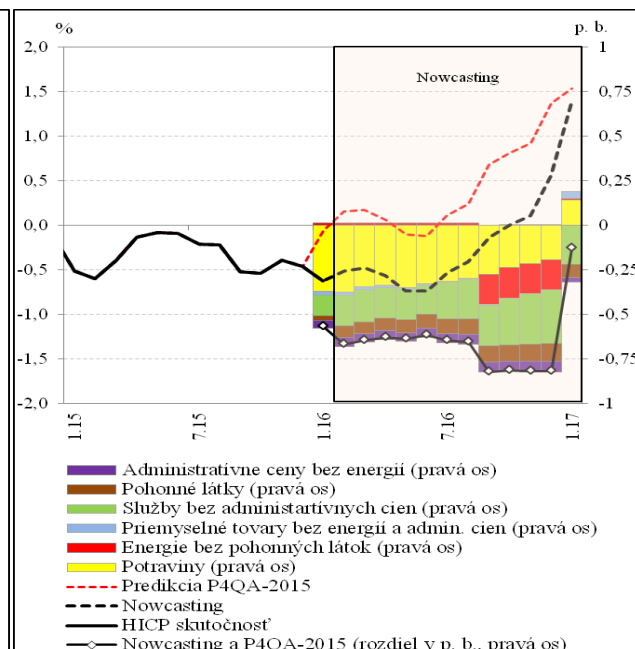 % p. b.
2,0 1
Nowcasting
1,5 0,75
1,0 0,5
0,5 0,25
0,0 0
-0,5 -0,25
-1,0 -0,5
-1,5 -0,75
-2,0 -1
1.15 7.15 1.16 7.16 1.17
Administratívne ceny bez energií (pravá os)
Pohonné látky (pravá os)
Služby bez administartívnych cien (pravá os)
Priemyselné tovary bez energií a admin. cien (pravá os)
Energie bez pohonných látok (pravá os)
Potraviny (pravá os)
Predikcia P4QA-2015
Nowcasting
HICP skutočnosť
Nowcasting a P4QA-2015 (rozdiel v p. b., pravá os)